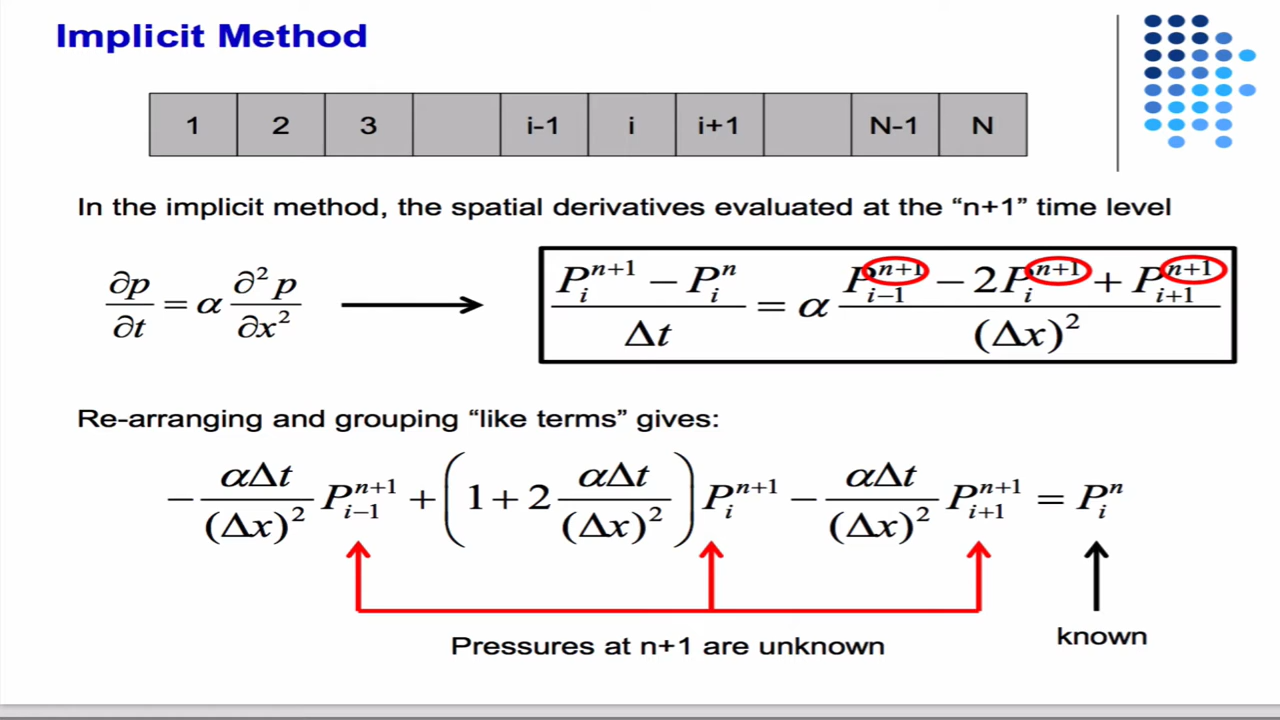 Implicit Method
1 2 3 i-1 i i+1 N-1 N
In the implicit method, the spatial derivatives evaluated at the “n+1” time level
∂p/∂t = α ∂²p/∂x² (P_i^{n+1} − P_i^n)/Δt = α (P_{i−1}^{n+1} − 2P_i^{n+1} + P_{i+1}^{n+1})/(Δx)²
Re-arranging and grouping “like terms” gives:
− αΔt/(Δx)² P_{i−1}^{n+1} + (1 + 2 αΔt/(Δx)²) P_i^{n+1} − αΔt/(Δx)² P_{i+1}^{n+1} = P_i^n
Pressures at n+1 are unknown
known